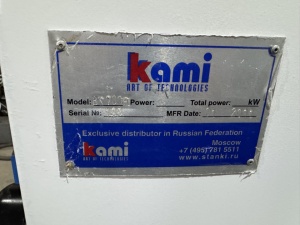 kami
ART OF TECHNOLOGIES
Model: Power: Total power: kW
Serial No: MFR Date:
Exclusive distributor in Russian Federation
kami Moscow
ART OF TECHNOLOGIES +7 (495) 781 5511
www.stanki.ru